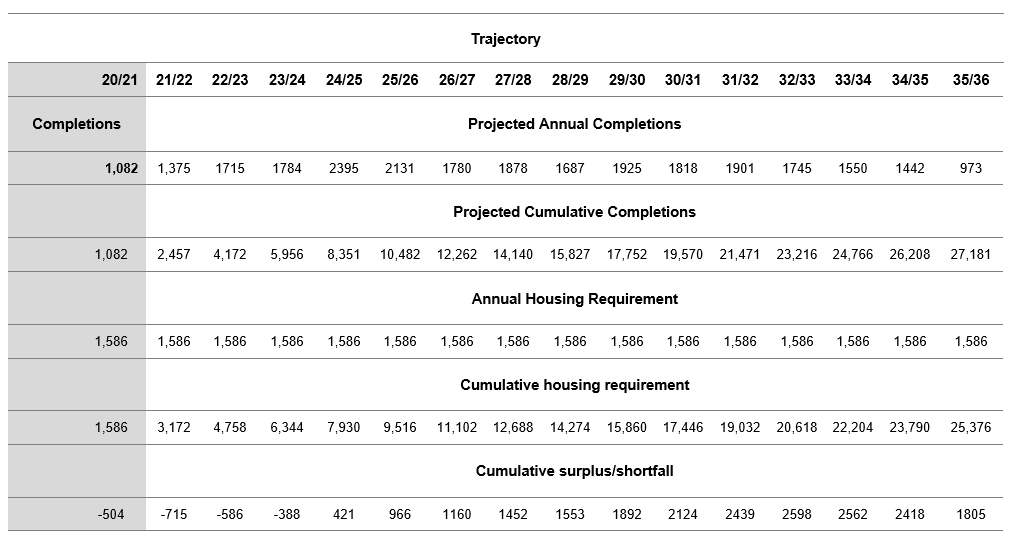 Trajectory
20/21 21/22 22/23 23/24 24/25 25/26 26/27 27/28 28/29 29/30 30/31 31/32 32/33 33/34 34/35 35/36
Completions Projected Annual Completions
1,082 1,375 1715 1784 2395 2131 1780 1878 1687 1925 1818 1901 1745 1550 1442 973
Projected Cumulative Completions
1,082 2,457 4,172 5,956 8,351 10,482 12,262 14,140 15,827 17,752 19,570 21,471 23,216 24,766 26,208 27,181
Annual Housing Requirement
1,586 1,586 1,586 1,586 1,586 1,586 1,586 1,586 1,586 1,586 1,586 1,586 1,586 1,586 1,586 1,586
Cumulative housing requirement
1,586 3,172 4,758 6,344 7,930 9,516 11,102 12,688 14,274 15,860 17,446 19,032 20,618 22,204 23,790 25,376
Cumulative surplus/shortfall
-504 -715 -586 -388 421 966 1160 1452 1553 1892 2124 2439 2598 2562 2418 1805